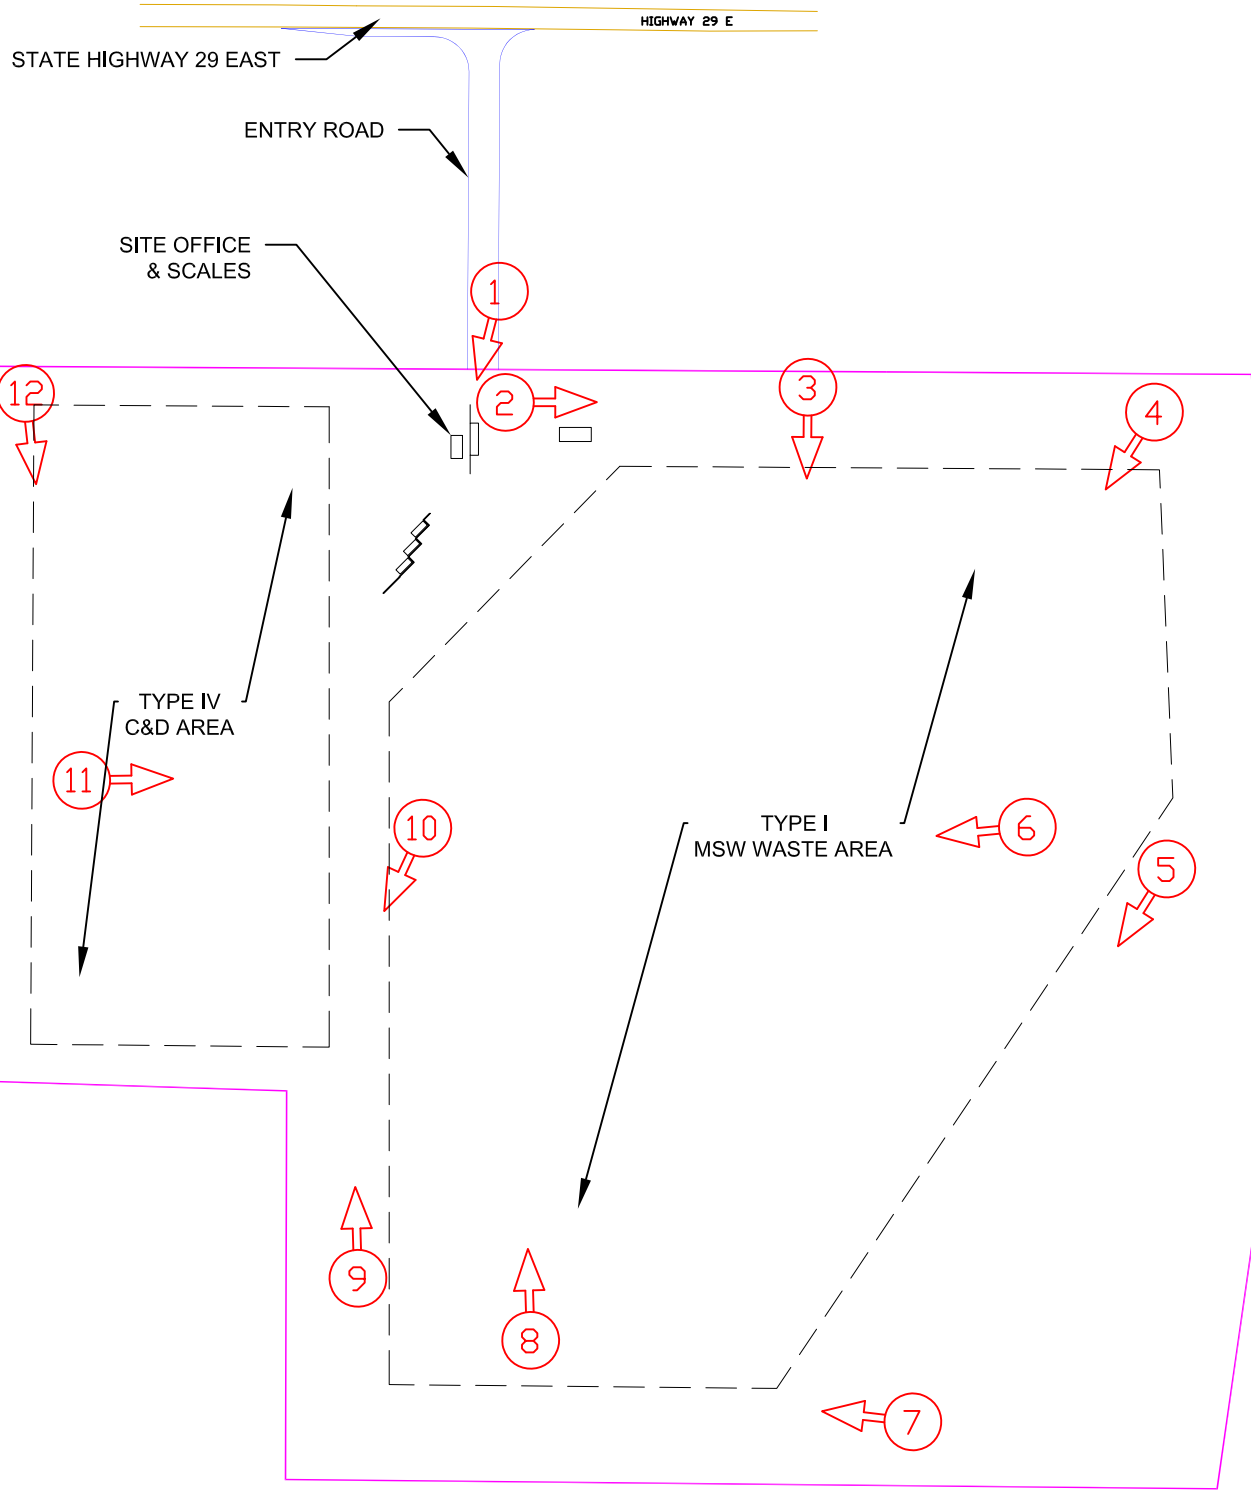 HIGHWAY 29 E
STATE HIGHWAY 29 EAST
ENTRY ROAD
SITE OFFICE
& SCALES
1
2
3
12
4
TYPE IV
C&D AREA
11
10
TYPE I
MSW WASTE AREA
6
5
9
8
7